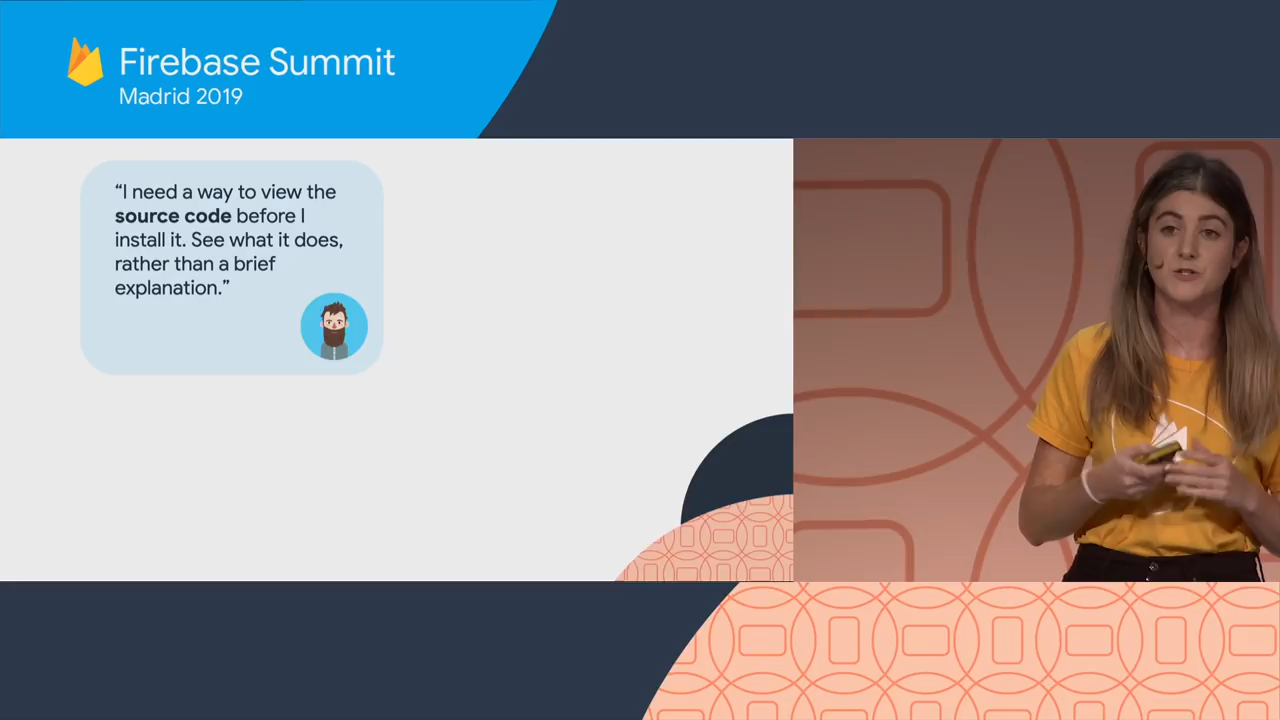 Firebase Summit
Madrid 2019
“I need a way to view the
source code before I
install it. See what it does,
rather than a brief
explanation.”